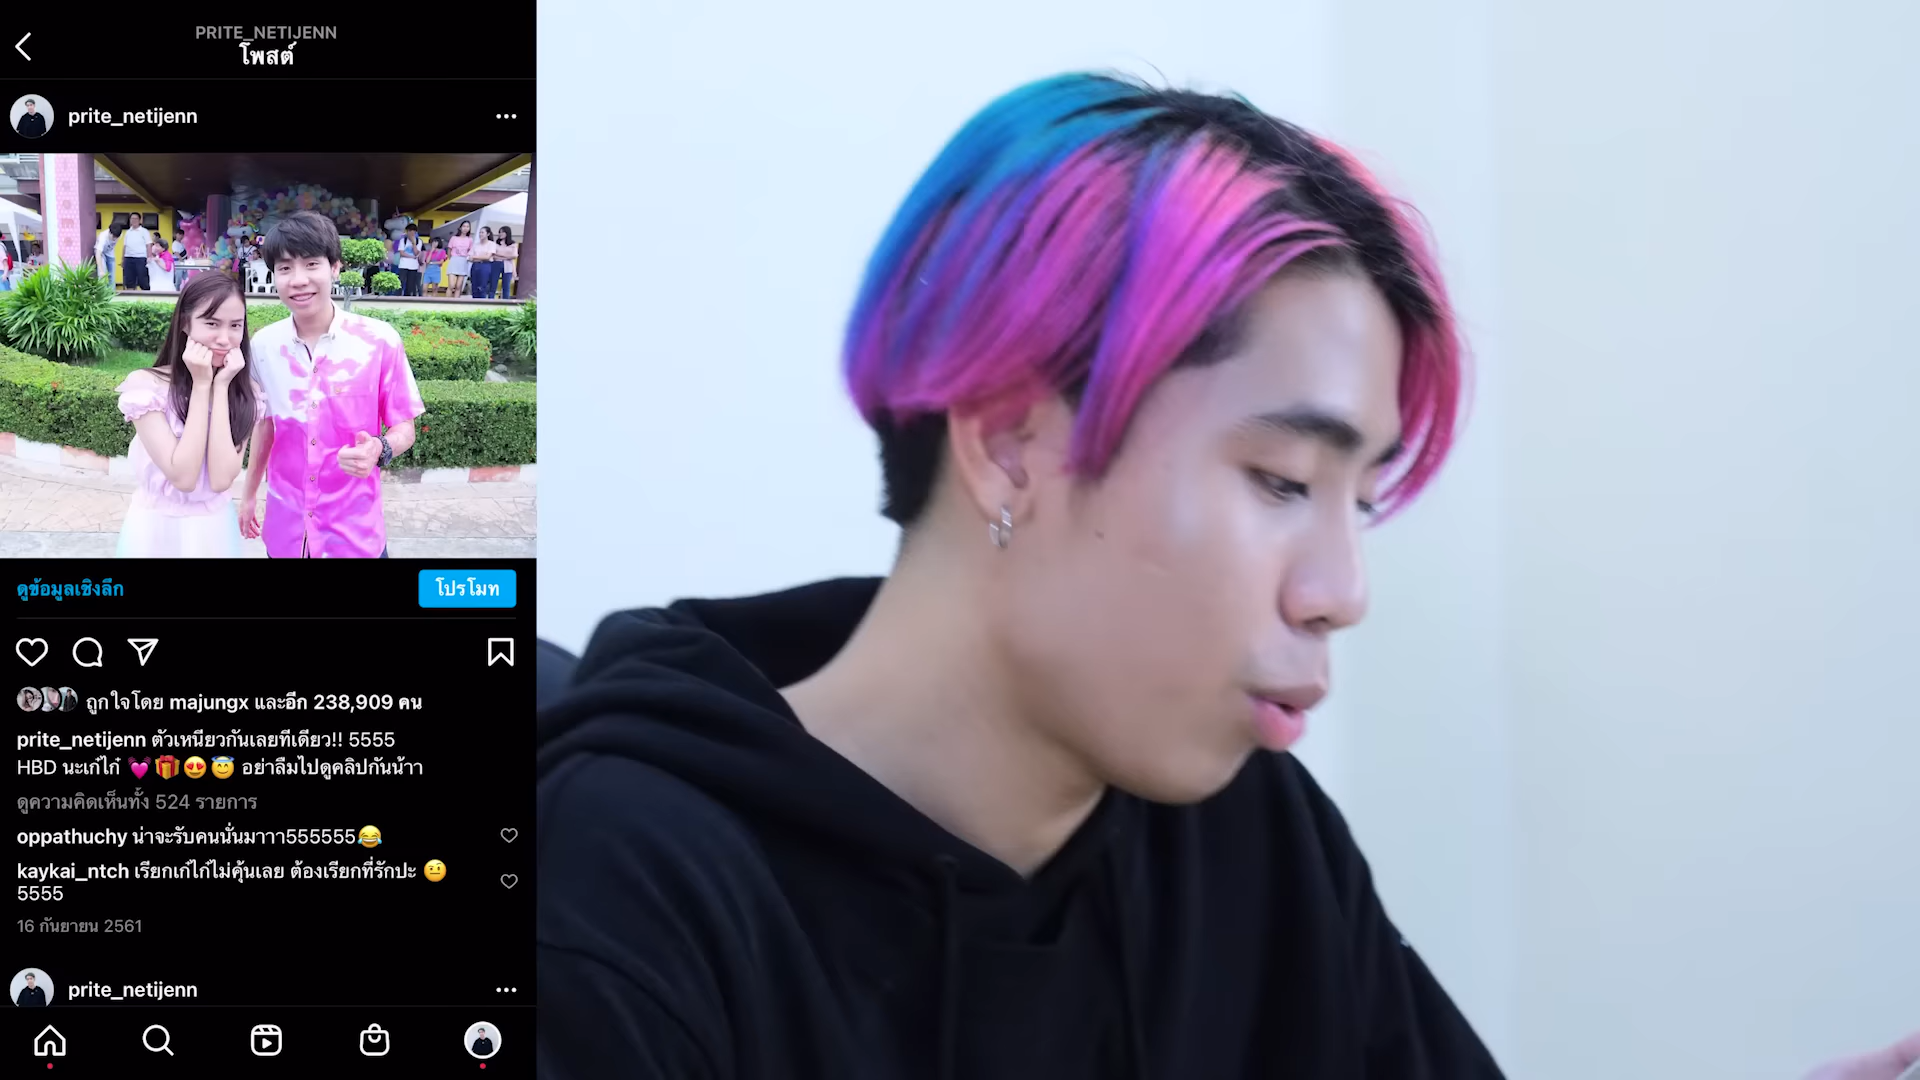 PRITE_NETIJENN
โพสต์
prite_netijenn
ดูข้อมูลเชิงลึก
โปรโมท
ถูกใจโดย majungx และอีก 238,909 คน
prite_netijenn ตัวเหนียวกันเลยทีเดียว!! 5555
HBD นะเก๋ไก๋ 💓🎁😍😇 อย่าลืมไปดูคลิปกันน้าา
ดูความคิดเห็นทั้ง 524 รายการ
oppathuchy น่าจะรับคนนั่นมาาา555555😂
kaykai_ntch เรียกเก๋ไก๋ไม่คุ้นเลย ต้องเรียกที่รักปะ 🤨
5555
16 กันยายน 2561
prite_netijenn